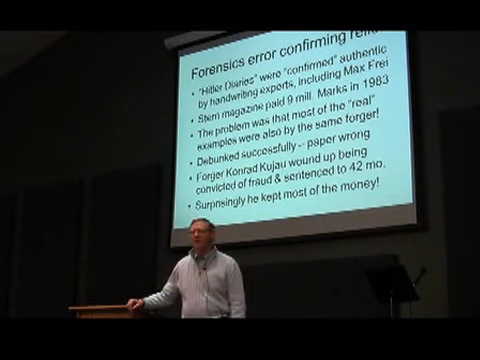 Forensics error confirming
• "Hitler Diaries" were "confirmed" authentic
by handwriting experts, including Max Frei
• Stern magazine paid 9 mill. Marks in 1983
• The problem was that most of the "real"
examples were also by the same forger!
• Debunked successfully -- paper wrong
• Forger Konrad Kujau wound up being
convicted of fraud & sentenced to 42 mo.
• Surprisingly he kept most of the money!